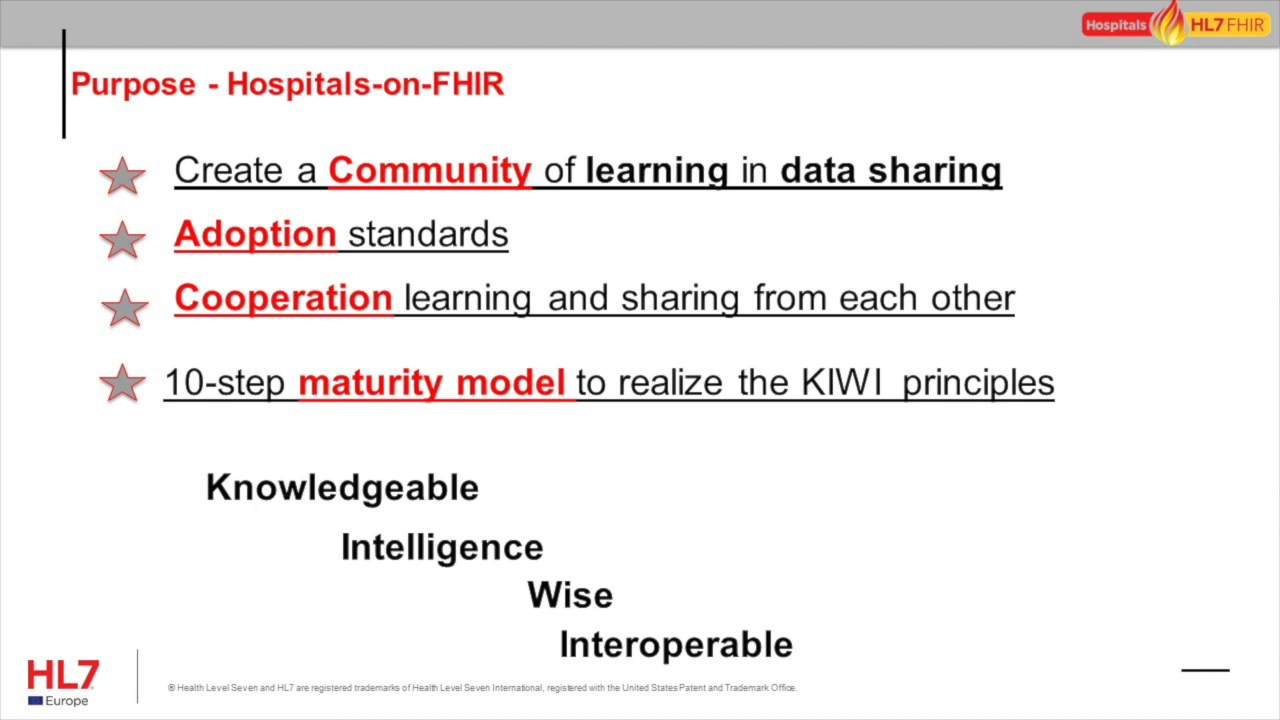 Hospitals HL7 FHIR
Purpose - Hospitals-on-FHIR
Create a Community of learning in data sharing
Adoption standards
Cooperation learning and sharing from each other
10-step maturity model to realize the KIWI principles
Knowledgeable
Intelligence
Wise
Interoperable
HL7
Europe
® Health Level Seven and HL7 are registered trademarks of Health Level Seven International, registered with the United States Patent and Trademark Office.